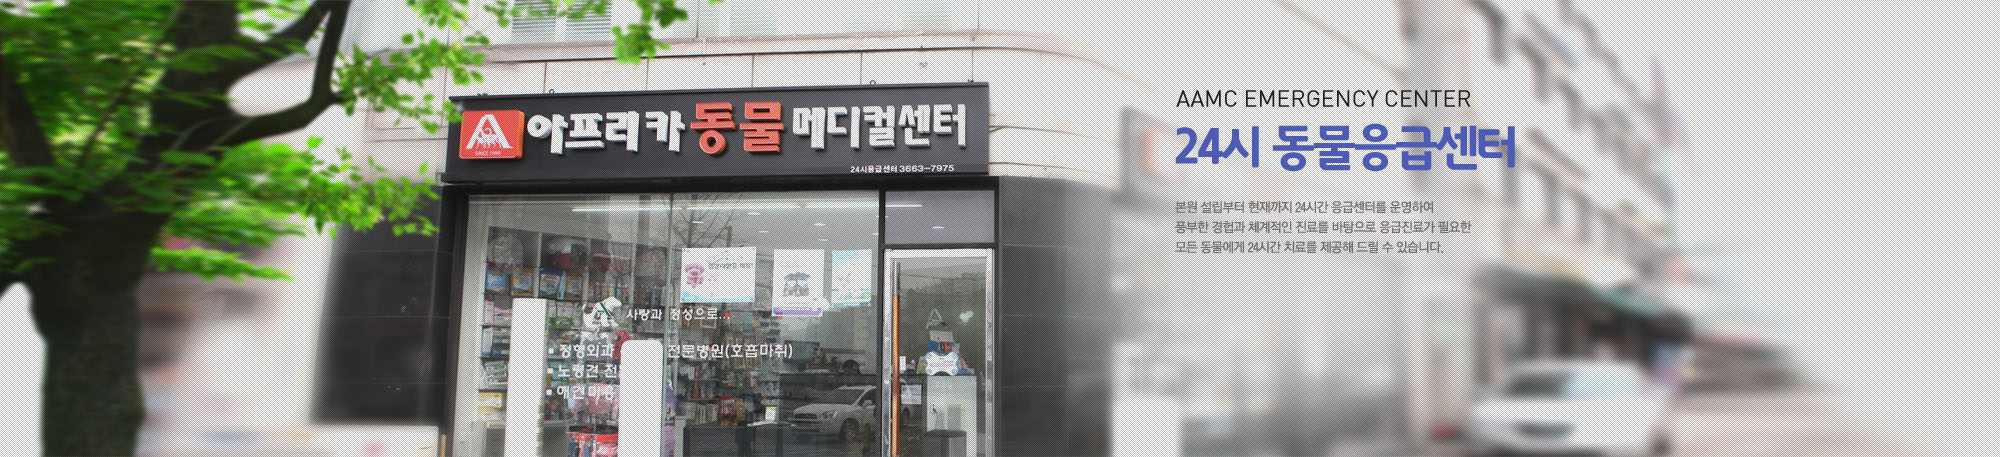 아프리카 동물 메디컬센터
SINCE 1998
24시응급센터 3663-7975
사랑과 정성으로..
정형외과
전문병원(호흡마취)
노령견 전
애견미용
AAMC EMERGENCY CENTER
24시 동물응급센터
본원 설립부터 현재까지 24시간 응급센터를 운영하여
풍부한 경험과 체계적인 진료를 바탕으로 응급진료가 필요한
모든 동물에게 24시간 치료를 제공해 드릴 수 있습니다.